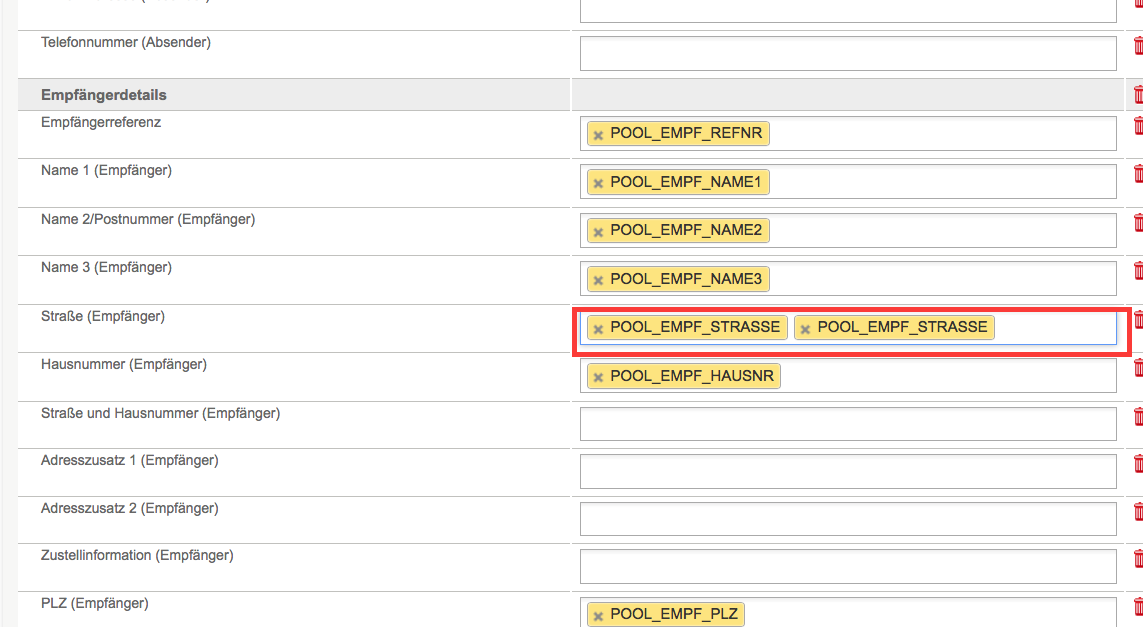 Telefonnummer (Absender)
Empfängerdetails
Empfängerreferenz
POOL_EMPF_REFNR
Name 1 (Empfänger)
POOL_EMPF_NAME1
Name 2/Postnummer (Empfänger)
POOL_EMPF_NAME2
Name 3 (Empfänger)
POOL_EMPF_NAME3
Straße (Empfänger)
POOL_EMPF_STRASSE POOL_EMPF_STRASSE
Hausnummer (Empfänger)
POOL_EMPF_HAUSNR
Straße und Hausnummer (Empfänger)
Adresszusatz 1 (Empfänger)
Adresszusatz 2 (Empfänger)
Zustellinformation (Empfänger)
PLZ (Empfänger)
POOL_EMPF_PLZ